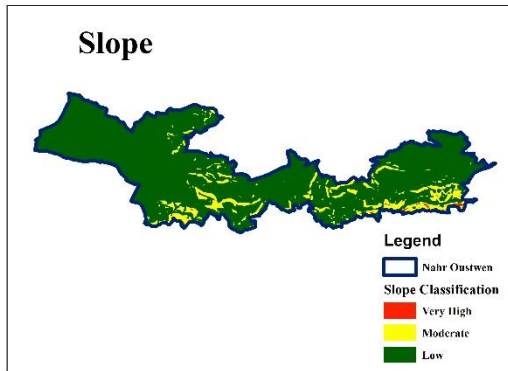 Slope
Legend
Nahr Oustwen
Slope Classification
Very High
Moderate
Low